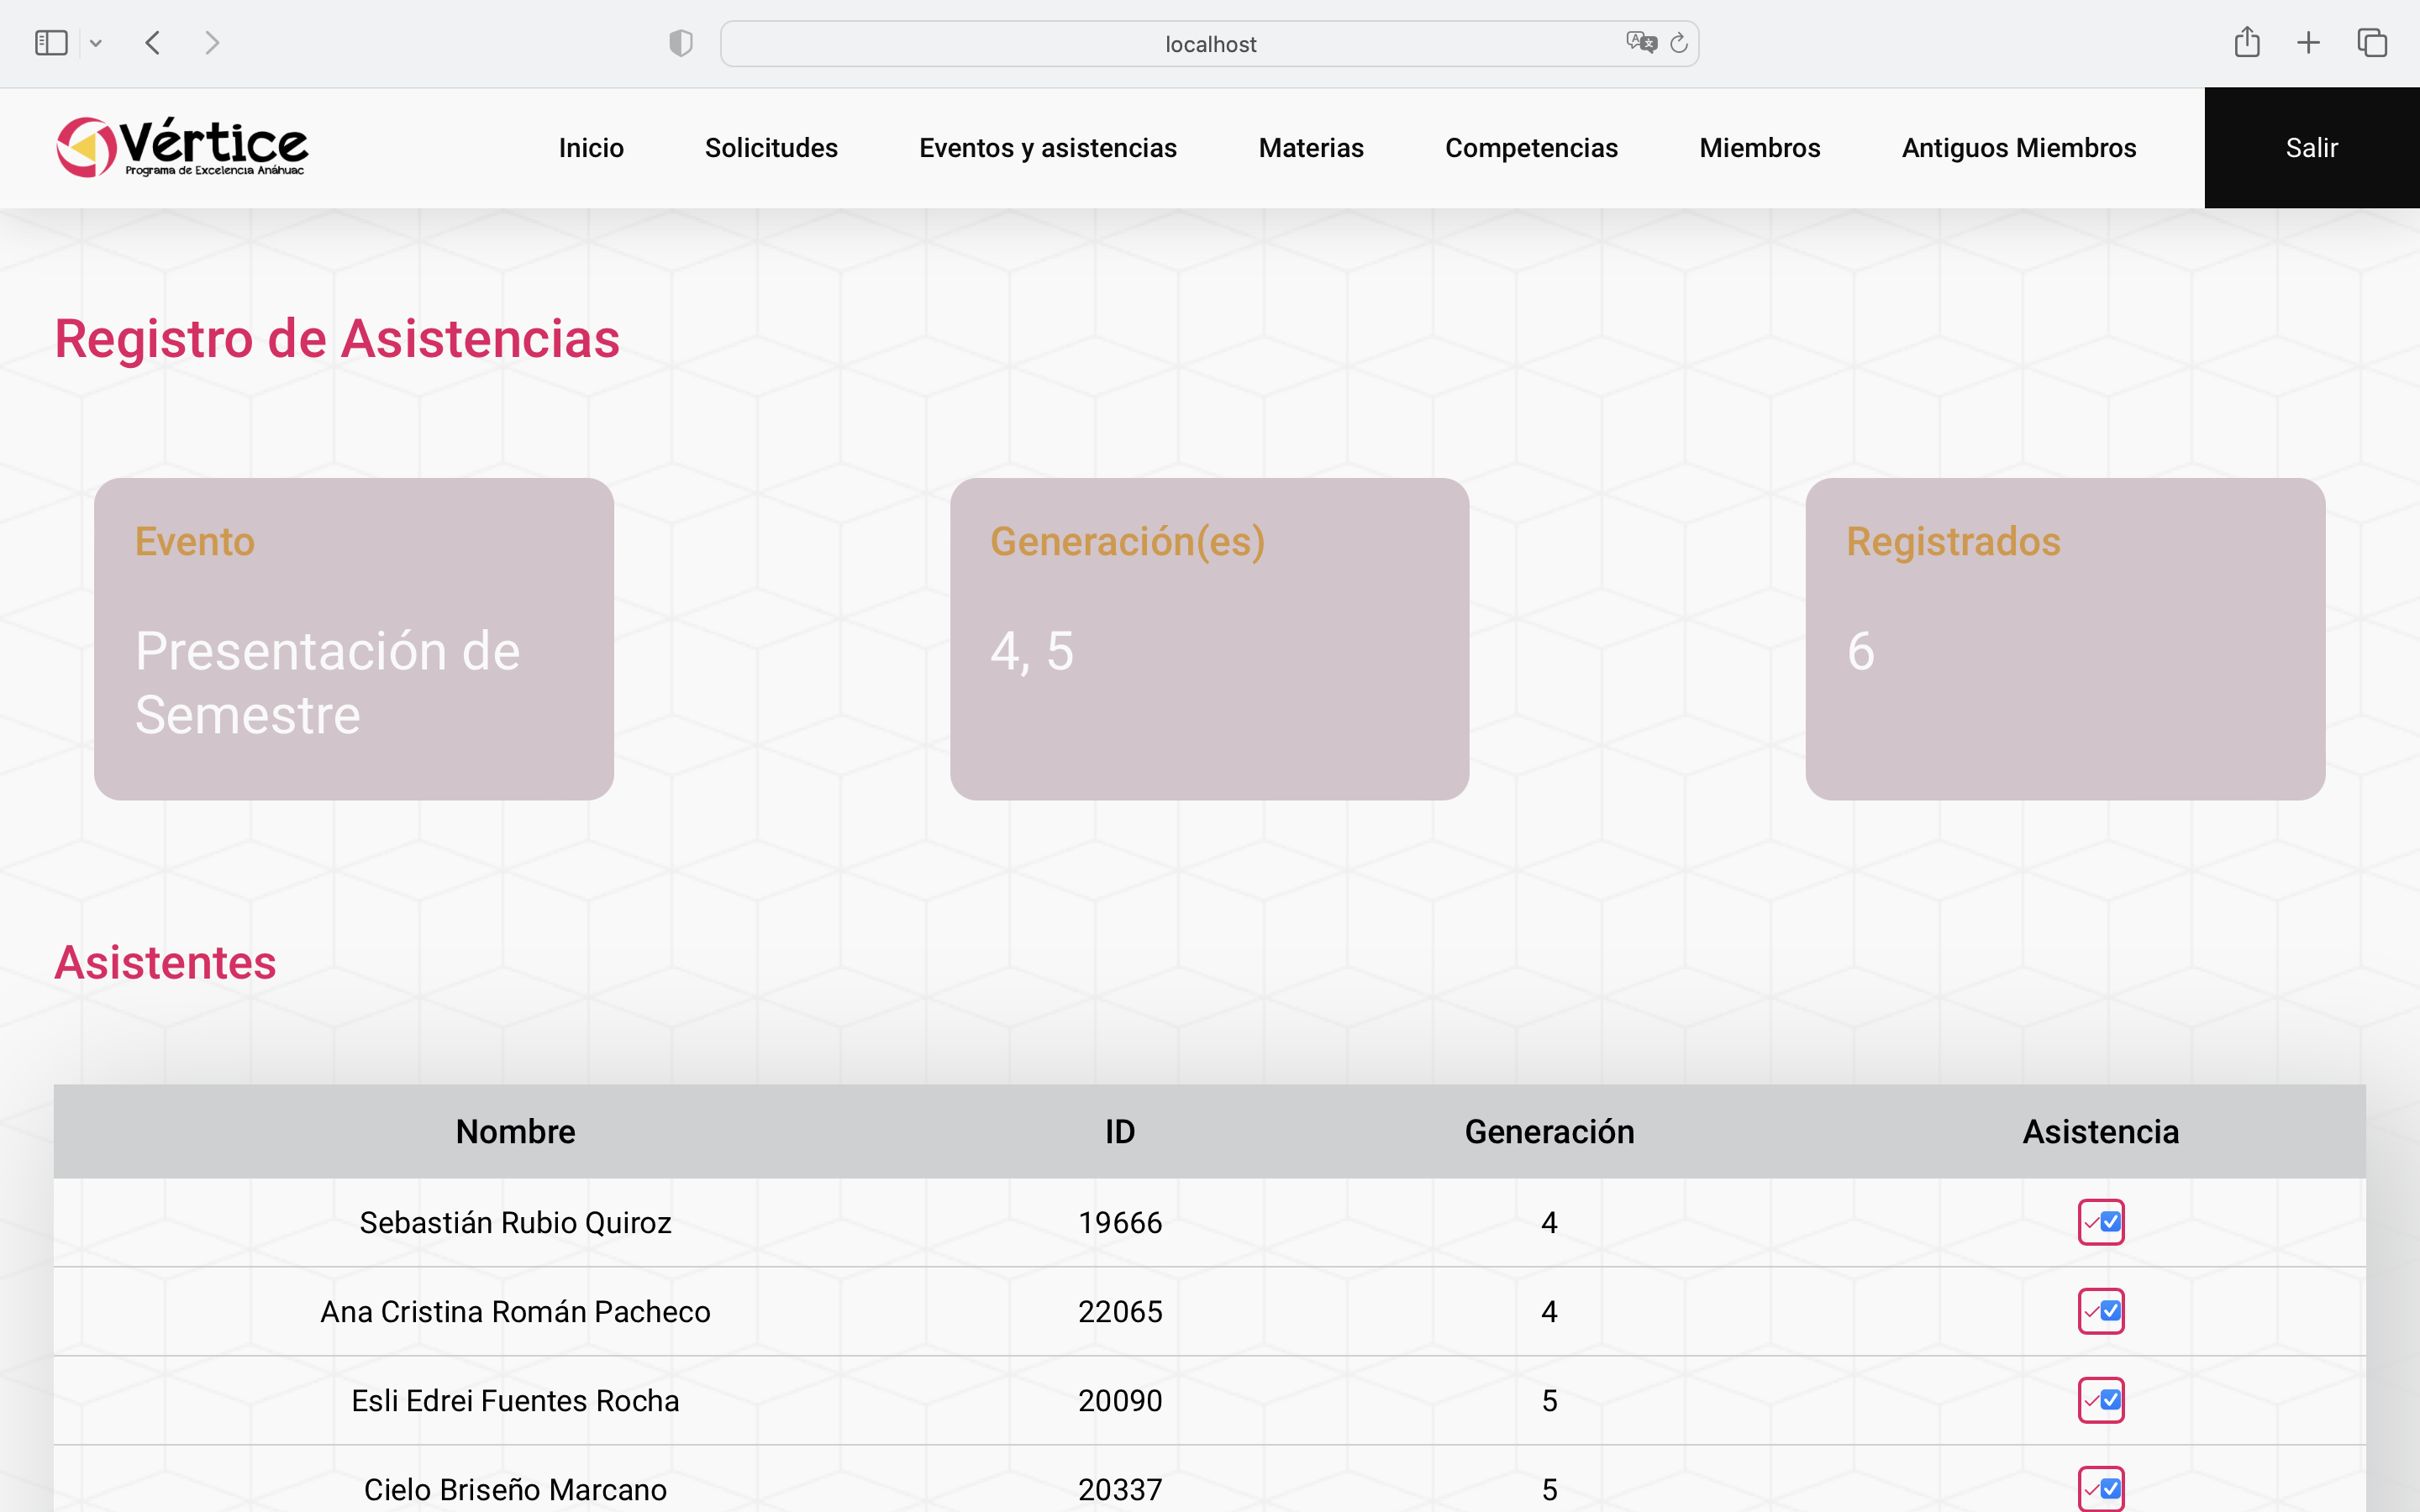 localhost
Vértice
Programa de Excelencia Anáhuac
Inicio Solicitudes Eventos y asistencias Materias Competencias Miembros Antiguos Miembros Salir
Registro de Asistencias
Evento
Presentación de
Semestre
Generación(es)
4, 5
Registrados
6
Asistentes
Nombre ID Generación Asistencia
Sebastián Rubio Quiroz 19666 4
Ana Cristina Román Pacheco 22065 4
Esli Edrei Fuentes Rocha 20090 5
Cielo Briseño Marcano 20337 5